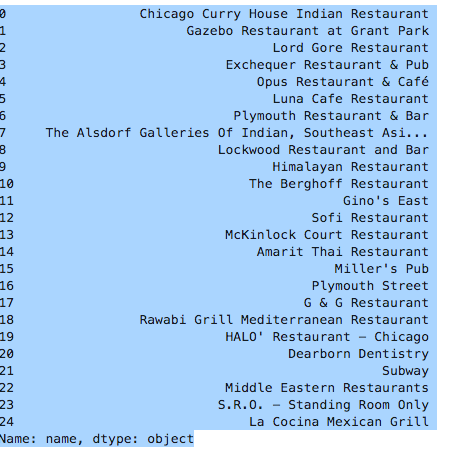 0 Chicago Curry House Indian Restaurant
1 Gazebo Restaurant at Grant Park
2 Lord Gore Restaurant
3 Exchequer Restaurant & Pub
4 Opus Restaurant & Café
5 Luna Cafe Restaurant
6 Plymouth Restaurant & Bar
7 The Alsdorf Galleries Of Indian, Southeast Asi...
8 Lockwood Restaurant and Bar
9 Himalayan Restaurant
10 The Berghoff Restaurant
11 Gino's East
12 Sofi Restaurant
13 McKinlock Court Restaurant
14 Amarit Thai Restaurant
15 Miller's Pub
16 Plymouth Street
17 G & G Restaurant
18 Rawabi Grill Mediterranean Restaurant
19 HALO' Restaurant – Chicago
20 Dearborn Dentistry
21 Subway
22 Middle Eastern Restaurants
23 S.R.O. – Standing Room Only
24 La Cocina Mexican Grill
Name: name, dtype: object